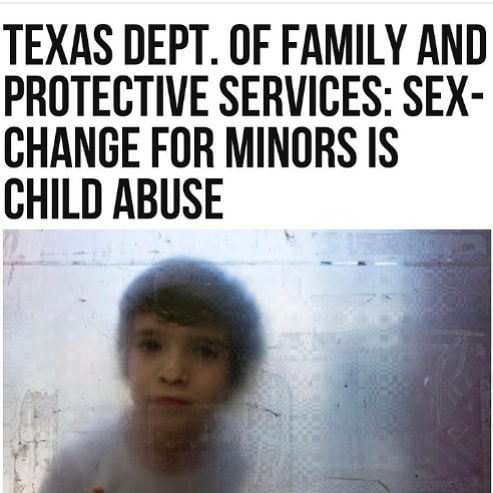 TEXAS DEPT. OF FAMILY AND
PROTECTIVE SERVICES: SEX-
CHANGE FOR MINORS IS
CHILD ABUSE